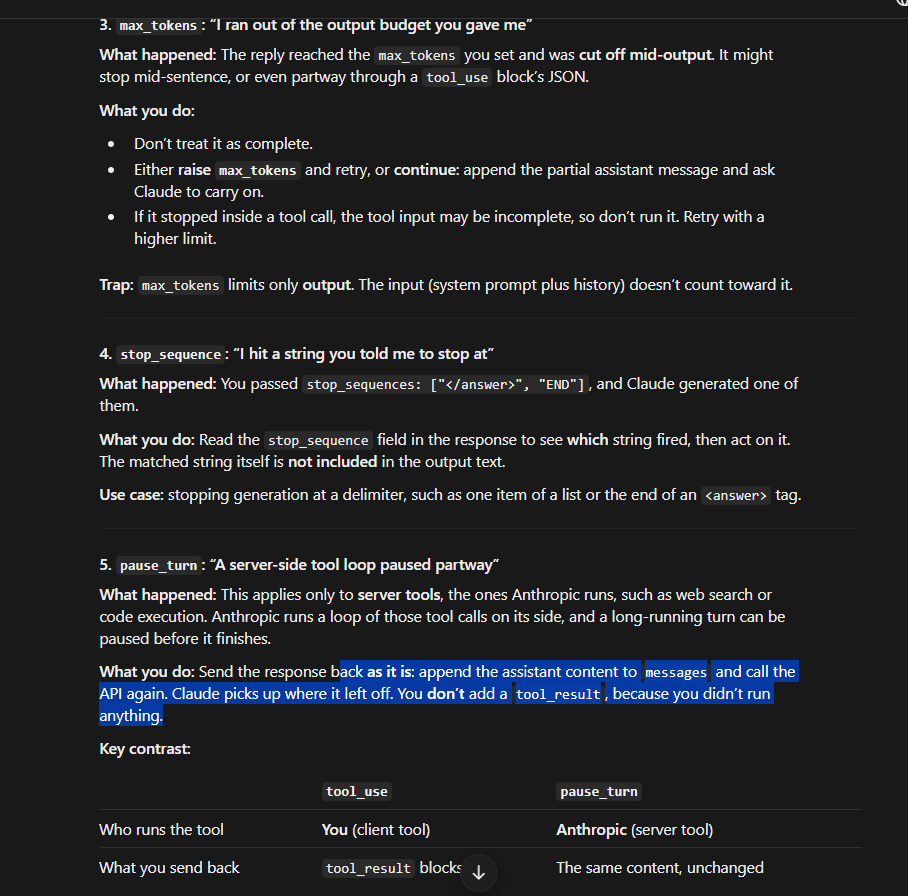 3. max_tokens: “I ran out of the output budget you gave me”
What happened: The reply reached the max_tokens you set and was cut off mid-output. It might
stop mid-sentence, or even partway through a tool_use block’s JSON.
What you do:
• Don’t treat it as complete.
• Either raise max_tokens and retry, or continue: append the partial assistant message and ask
Claude to carry on.
• If it stopped inside a tool call, the tool input may be incomplete, so don’t run it. Retry with a
higher limit.
Trap: max_tokens limits only output. The input (system prompt plus history) doesn’t count toward it.
4. stop_sequence: “I hit a string you told me to stop at”
What happened: You passed stop_sequences: ["</answer>", "END"], and Claude generated one of
them.
What you do: Read the stop_sequence field in the response to see which string fired, then act on it.
The matched string itself is not included in the output text.
Use case: stopping generation at a delimiter, such as one item of a list or the end of an <answer> tag.
5. pause_turn: “A server-side tool loop paused partway”
What happened: This applies only to server tools, the ones Anthropic runs, such as web search or
code execution. Anthropic runs a loop of those tool calls on its side, and a long-running turn can be
paused before it finishes.
What you do: Send the response back as it is: append the assistant content to messages and call the
API again. Claude picks up where it left off. You don’t add a tool_result, because you didn’t run
anything.
Key contrast:
tool_use pause_turn
Who runs the tool You (client tool) Anthropic (server tool)
What you send back tool_result blocks The same content, unchanged